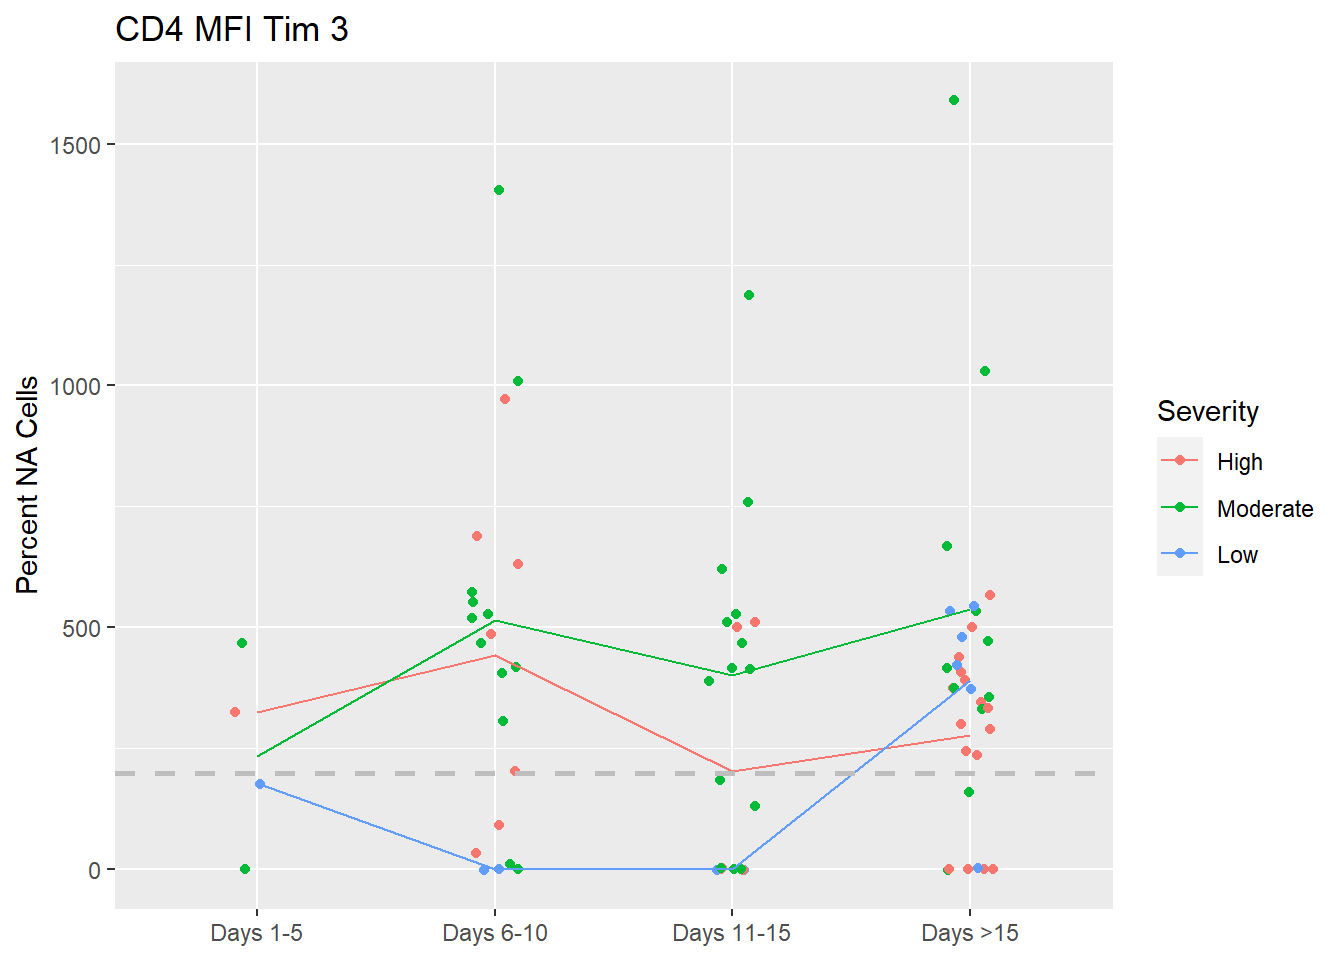 CD4 MFI Tim 3
Percent NA Cells
1500
1000
500
0
Days 1-5
Days 6-10
Days 11-15
Days >15
Severity
High
Moderate
Low